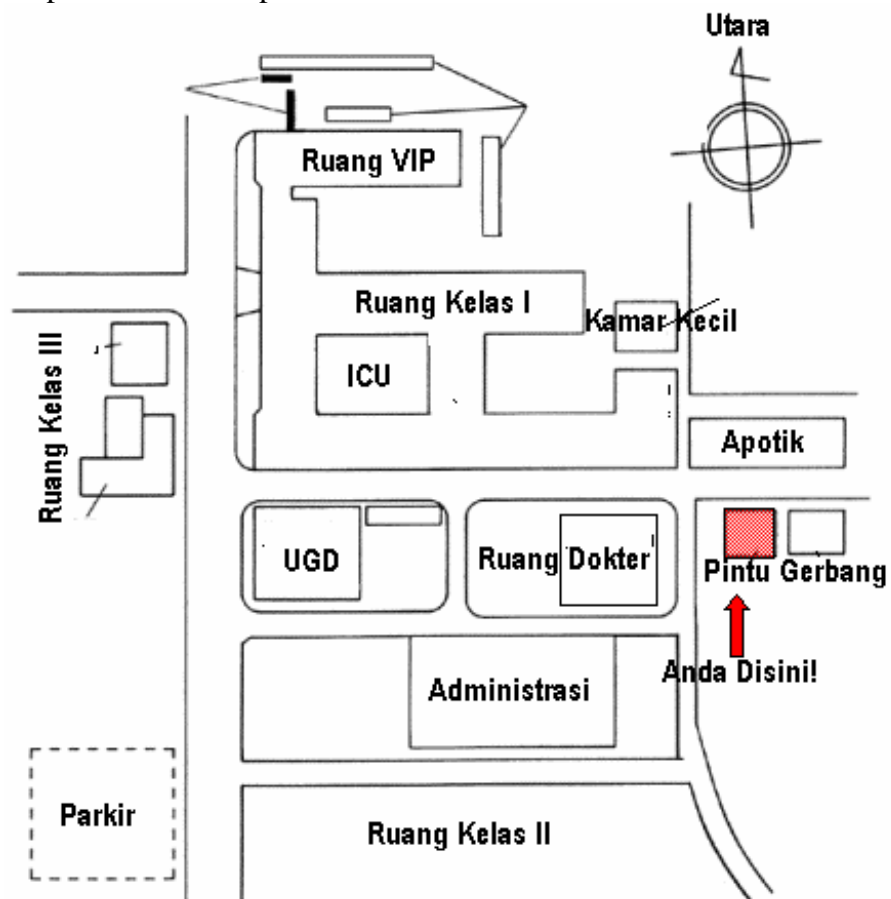 Utara
Ruang VIP
Ruang Kelas I
Kamar Kecil
Ruang Kelas III
ICU
Apotik
UGD
Ruang Dokter
Pintu Gerbang
Anda Disini!
Administrasi
Parkir
Ruang Kelas II